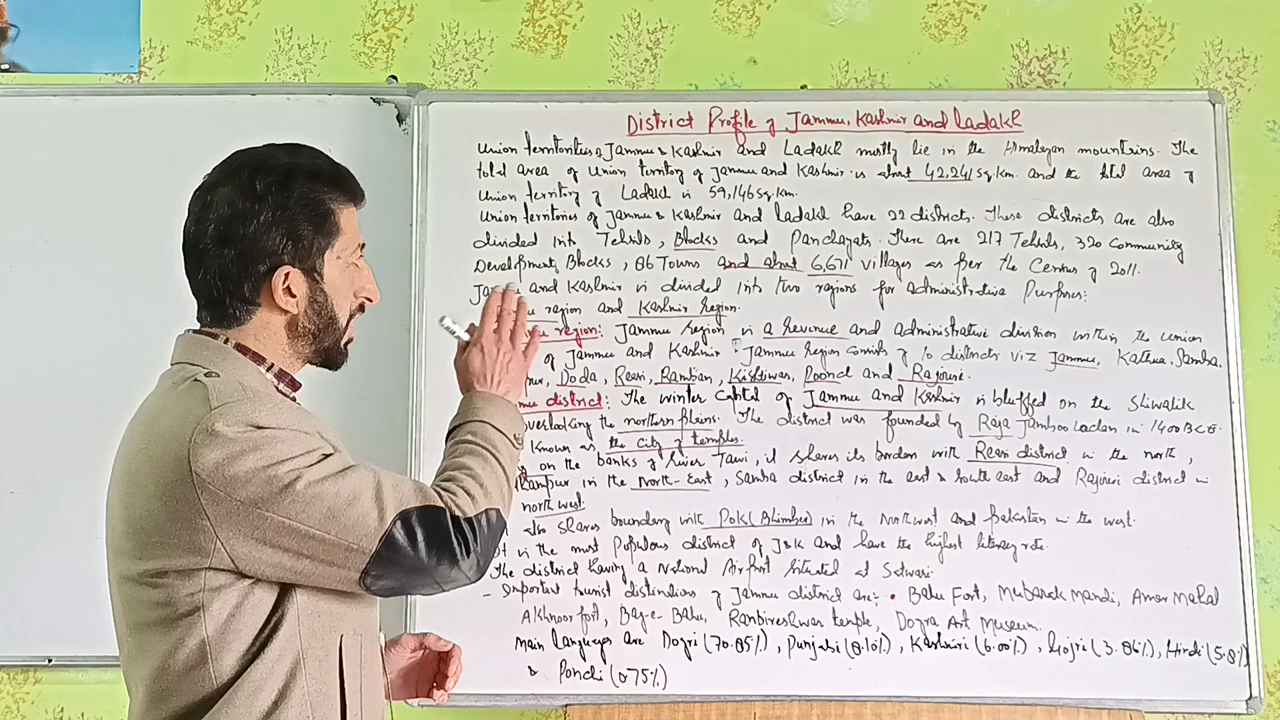 District Profile of Jammu, Kashmir and Ladakh
Union territories of Jammu & Kashmir and Ladakh mostly lie in the Himalayan mountains. The
total area of Union territory of Jammu and Kashmir is about 42,241 Sq.Km. and the total area of
Union territory of Ladakh is 59,146 Sq.Km.
Union territories of Jammu & Kashmir and Ladakh have 22 districts. These districts are also
divided into Tehsils, Blocks and Panchayats. There are 217 Tehsils, 320 Community
Development Blocks, 86 Towns and about 6,671 villages as per the Census of 2011.
Jammu and Kashmir is divided into two regions for administrative Purposes:
region and Kashmir Region.
region: Jammu Region is a Revenue and administrative division within the Union
of Jammu and Kashmir. Jammu Region consists of 10 districts viz Jammu, Kathua, Samba,
Doda, Reasi, Ramban, Kishtiwar, Poonch and Rajouri.
district: The winter Capital of Jammu and Kashmir is on the Shiwalik
overlooking the northern plains. The district was founded by Raja Jamboo Lochan in 1400 BCE.
known as the city of temples.
on the banks of River Tawi, it shares its borders with Reasi district in the north,
in the North-East, Samba district in the east & South east and Rajouri district in
north west.
also shares boundary with PoK (Bhimber) in the Northwest and Pakistan in the west.
It is the most Populous district of J&K and have the highest literacy rate.
The district having a National Airport situated at Satwari.
- Important tourist distinations of Jammu district are:- • Bahu Fort, Mubarak Mandi, Amar Mahal
Akhnoor fort, Bag-e-Bahu, Ranbireshwar temple, Dogra Art Museum.
Main languages are Dogri (70.85%), Punjabi (8.10%), Kashmiri (6.00%), Gojri (3.86%), Hindi (5.8%)
& (0.75%)